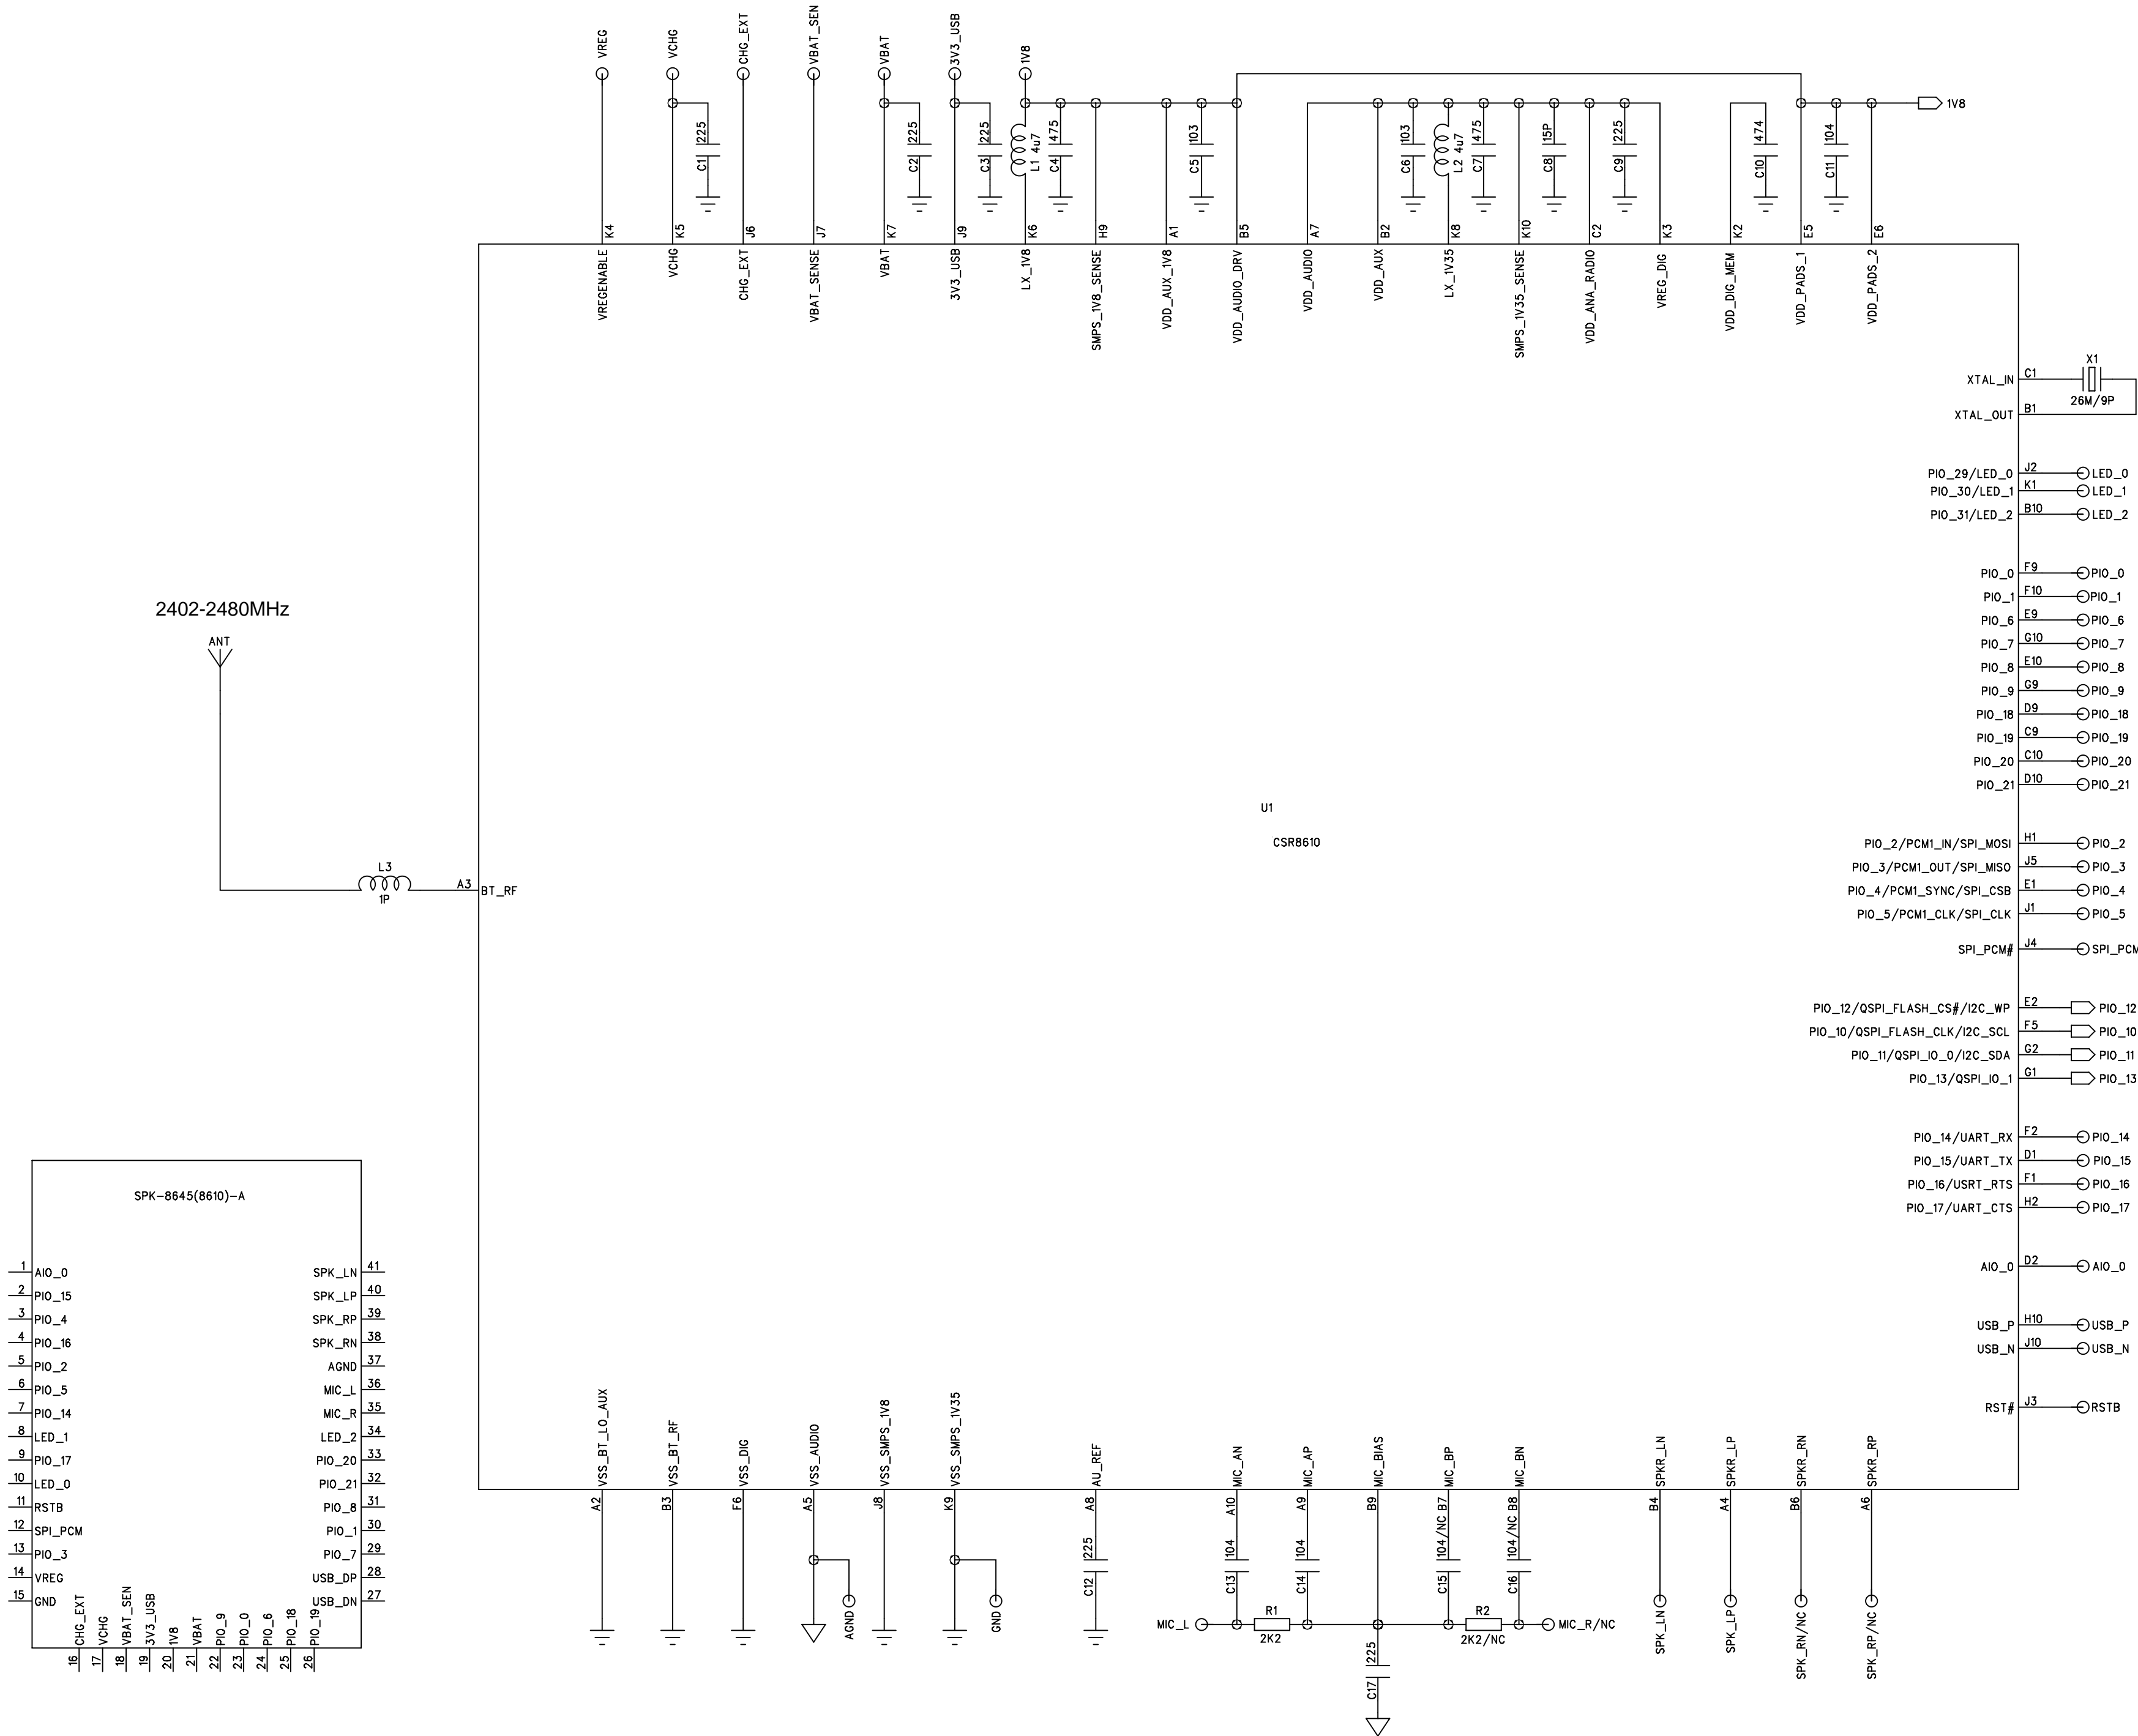 VREG
VCHG
CHG_EXT
VBAT_SEN
VBAT
3V3_USB
1V8
1V8
225
C1
225
C2
225
C3
L1 4u7
475
C4
103
C5
103
C6
L2 4u7
475
C7
15P
C8
225
C9
474
C10
104
C11
K4
K5
J6
J7
K7
J9
K6
H9
A1
B5
A7
B2
K8
K10
C2
K3
K2
E5
E6
VREGENABLE
VCHG
CHG_EXT
VBAT_SENSE
VBAT
3V3_USB
LX_1V8
SMPS_1V8_SENSE
VDD_AUX_1V8
VDD_AUDIO_DRV
VDD_AUDIO
VDD_AUX
LX_1V35
SMPS_1V35_SENSE
VDD_ANA_RADIO
VREG_DIG
VDD_DIG_MEM
VDD_PADS_1
VDD_PADS_2
X1
XTAL_IN C1
26M/9P
XTAL_OUT B1
PIO_29/LED_0 J2 LED_0
PIO_30/LED_1 K1 LED_1
PIO_31/LED_2 B10 LED_2
PIO_0 F9 PIO_0
PIO_1 F10 PIO_1
PIO_6 E9 PIO_6
PIO_7 G10 PIO_7
PIO_8 E10 PIO_8
PIO_9 G9 PIO_9
PIO_18 D9 PIO_18
PIO_19 C9 PIO_19
PIO_20 C10 PIO_20
PIO_21 D10 PIO_21
2402-2480MHz
ANT
U1
CSR8610
L3
1P
A3 BT_RF
PIO_2/PCM1_IN/SPI_MOSI H1 PIO_2
PIO_3/PCM1_OUT/SPI_MISO J5 PIO_3
PIO_4/PCM1_SYNC/SPI_CSB E1 PIO_4
PIO_5/PCM1_CLK/SPI_CLK J1 PIO_5
SPI_PCM# J4 SPI_PCM
PIO_12/QSPI_FLASH_CS#/I2C_WP E2 PIO_12
PIO_10/QSPI_FLASH_CLK/I2C_SCL F5 PIO_10
PIO_11/QSPI_IO_0/I2C_SDA G2 PIO_11
PIO_13/QSPI_IO_1 G1 PIO_13
PIO_14/UART_RX F2 PIO_14
PIO_15/UART_TX D1 PIO_15
PIO_16/USRT_RTS F1 PIO_16
PIO_17/UART_CTS H2 PIO_17
AIO_0 D2 AIO_0
USB_P H10 USB_P
USB_N J10 USB_N
RST# J3 RSTB
SPK-8645(8610)-A
1 AIO_0
2 PIO_15
3 PIO_4
4 PIO_16
5 PIO_2
6 PIO_5
7 PIO_14
8 LED_1
9 PIO_17
10 LED_0
11 RSTB
12 SPI_PCM
13 PIO_3
14 VREG
15 GND
SPK_LN 41
SPK_LP 40
SPK_RP 39
SPK_RN 38
AGND 37
MIC_L 36
MIC_R 35
LED_2 34
PIO_20 33
PIO_21 32
PIO_8 31
PIO_1 30
PIO_7 29
USB_DP 28
USB_DN 27
16 CHG_EXT
17 VCHG
18 VBAT_SEN
19 3V3_USB
20 1V8
21 VBAT
22 PIO_9
23 PIO_0
24 PIO_6
25 PIO_18
26 PIO_19
VSS_BT_LO_AUX
VSS_BT_RF
VSS_DIG
VSS_AUDIO
VSS_SMPS_1V8
VSS_SMPS_1V35
AU_REF
MIC_AN
MIC_AP
MIC_BIAS
MIC_BP
MIC_BN
SPKR_LN
SPKR_LP
SPKR_RN
SPKR_RP
A2
B3
F6
A5
J8
K9
A8
A10
A9
B9
B7
B8
B4
A4
B6
A6
AGND
GND
225
C12
104
C13
104
C14
104/NC
C15
104/NC
C16
MIC_L
R1
2K2
R2
2K2/NC
MIC_R/NC
225
C17
SPK_LN
SPK_LP
SPK_RN/NC
SPK_RP/NC